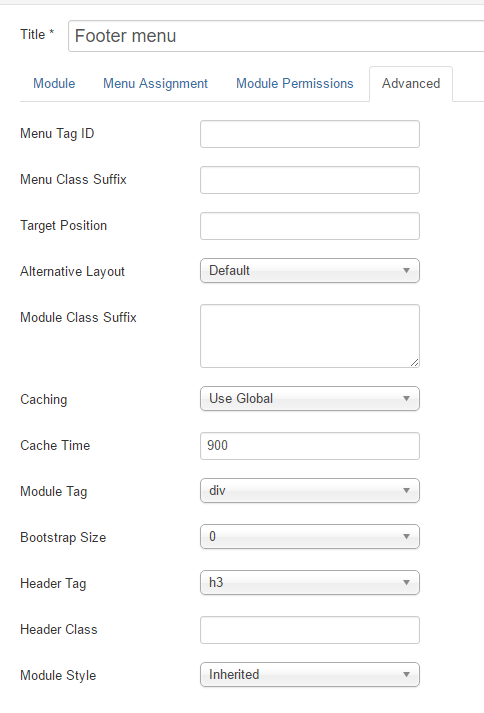 Title * Footer menu
Module Menu Assignment Module Permissions Advanced
Menu Tag ID
Menu Class Suffix
Target Position
Alternative Layout Default
Module Class Suffix
Caching Use Global
Cache Time 900
Module Tag div
Bootstrap Size 0
Header Tag h3
Header Class
Module Style Inherited